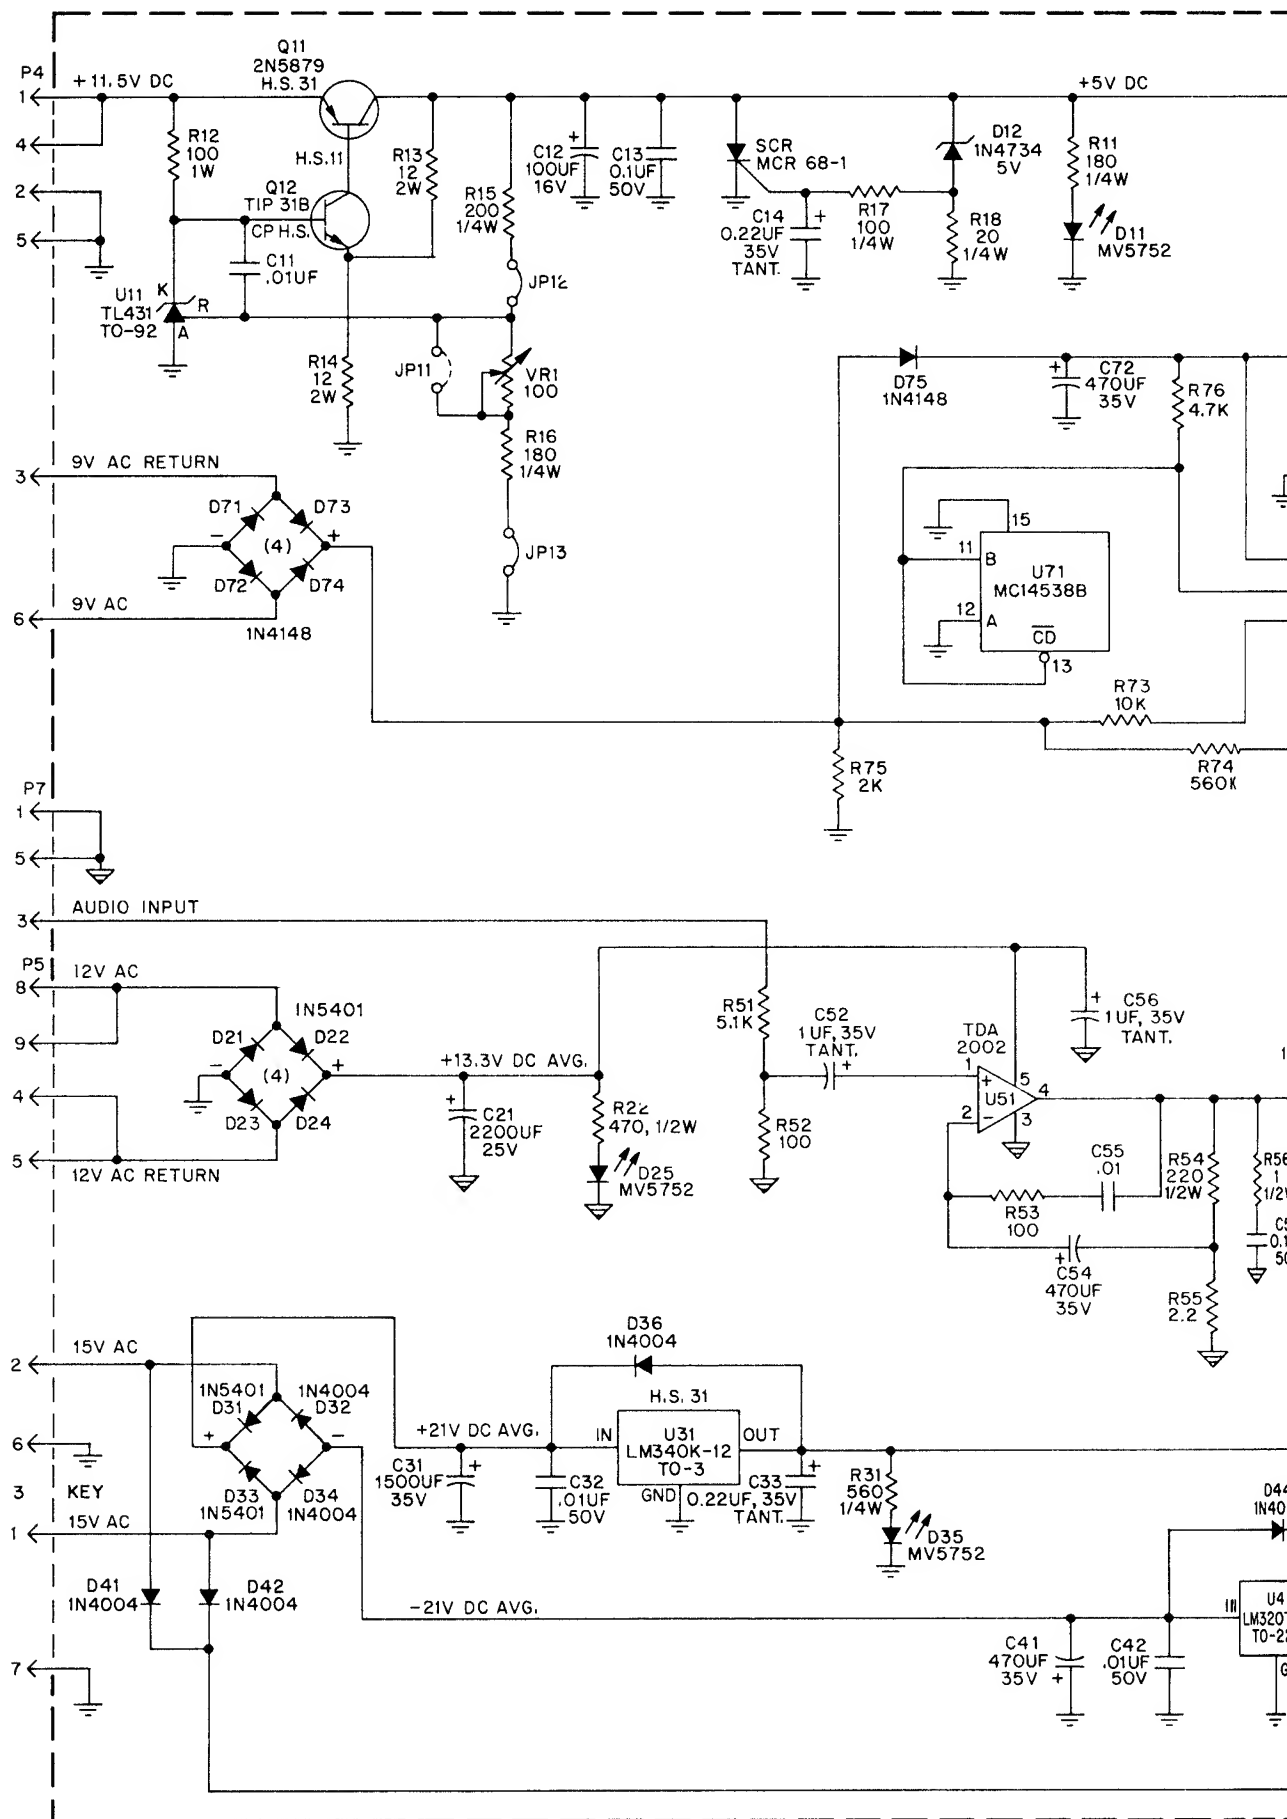 Q11
2N5879
H.S. 31
P4
+11.5V DC
+5V DC
1
4
2
5
R12
100
1W
H.S.11
Q12
TIP 31B
CP H.S.
R13
12
2W
R15
200
1/4W
C12
100UF
16V
+
C13
0.1UF
50V
SCR
MCR 68-1
D12
1N4734
5V
R11
180
1/4W
C14
0.22UF
35V
TANT.
+
R17
100
1/4W
R18
20
1/4W
D11
MV5752
C11
.01UF
K
U11
TL431
TO-92
R
A
JP12
R14
12
2W
JP11
VR1
100
R16
180
1/4W
JP13
D75
1N4148
+
C72
470UF
35V
R76
4.7K
3
9V AC RETURN
D71
D73
-
(4)
+
D72
D74
6
9V AC
1N4148
15
11
B
U71
MC14538B
12
A
CD
13
R73
10K
R74
560K
R75
2K
P7
1
5
3
AUDIO INPUT
P5
8
12V AC
9
4
5
12V AC RETURN
1N5401
D21
D22
-
(4)
+
D23
D24
+13.3V DC AVG.
+
C21
2200UF
25V
R22
470, 1/2W
D25
MV5752
R51
5.1K
C52
1UF, 35V
TANT.
+
R52
100
TDA
2002
1
+
U51
2
-
5
4
3
+
C56
1UF, 35V
TANT.
C55
.01
R53
100
R54
220
1/2W
+
C54
470UF
35V
R55
2.2
R56
1
1/2W
2
15V AC
1N5401
D31
1N4004
D32
+
-
D33
1N5401
D34
1N4004
6
3
KEY
1
15V AC
D36
1N4004
H.S. 31
+21V DC AVG.
IN
U31
LM340K-12
TO-3
OUT
GND
C31
1500UF
35V
+
C32
.01UF
50V
C33
0.22UF, 35V
TANT.
+
R31
560
1/4W
D35
MV5752
D41
1N4004
D42
1N4004
-21V DC AVG.
D44
IN
C41
470UF
35V
+
C42
.01UF
50V
7